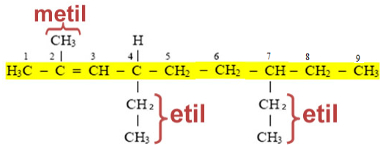 metil
CH₃ H
1 2 3 4 5 6 7 8 9
H₃C – C = CH – C – CH₂ – CH₂ – CH – CH₂ – CH₃
CH₂ etil CH₂ etil
CH₃ CH₃